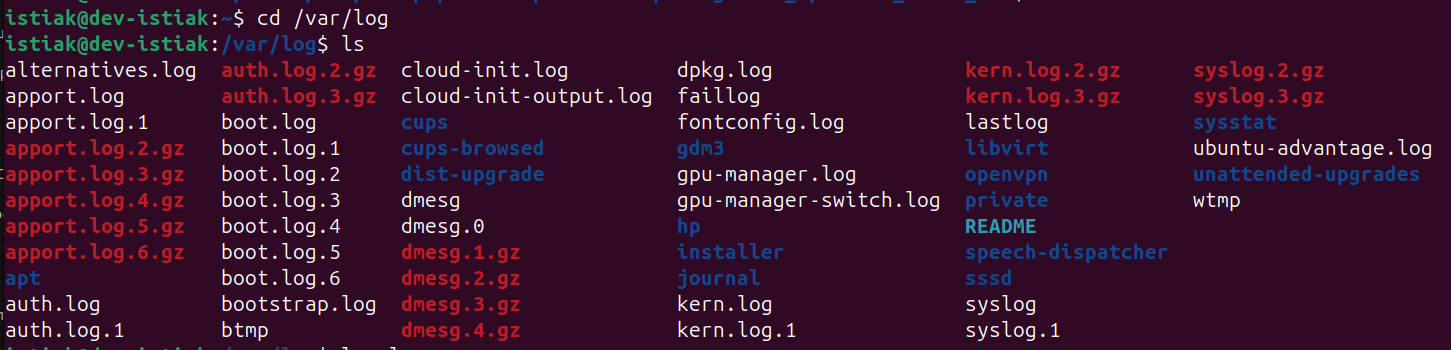 istiak@dev-istiak:~$ cd /var/log
istiak@dev-istiak:/var/log$ ls
alternatives.log  auth.log.2.gz  cloud-init.log  dpkg.log  kern.log.2.gz  syslog.2.gz
apport.log  auth.log.3.gz  cloud-init-output.log  faillog  kern.log.3.gz  syslog.3.gz
apport.log.1  boot.log  cups  fontconfig.log  lastlog  sysstat
apport.log.2.gz  boot.log.1  cups-browsed  gdm3  libvirt  ubuntu-advantage.log
apport.log.3.gz  boot.log.2  dist-upgrade  gpu-manager.log  openvpn  unattended-upgrades
apport.log.4.gz  boot.log.3  dmesg  gpu-manager-switch.log  private  wtmp
apport.log.5.gz  boot.log.4  dmesg.0  hp  README
apport.log.6.gz  boot.log.5  dmesg.1.gz  installer  speech-dispatcher
apt  boot.log.6  dmesg.2.gz  journal  sssd
auth.log  bootstrap.log  dmesg.3.gz  kern.log  syslog
auth.log.1  btmp  dmesg.4.gz  kern.log.1  syslog.1